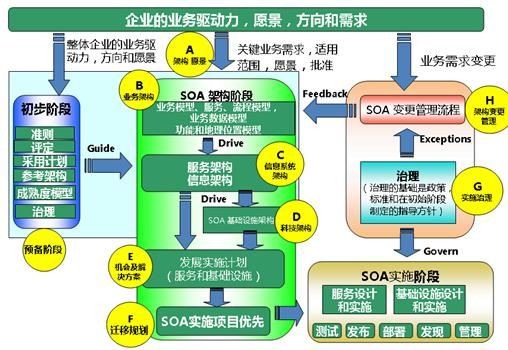 企业的业务驱动力，愿景，方向和需求
整体企业的业务驱
动力，方向和愿景
A
架构 愿景
关键业务需求，适用
范围，愿景，批准
业务需求变更
B
业务架构
SOA 架构阶段
业务模型、服务、流程模型，
业务数据模型
功能和地理位置模型
Feedback
SOA 变更管理流程
H
架构变更
管理
初步阶段
准则
评定
采用计划
参考架构
成熟度模型
治理
预备阶段
Guide
Drive
服务架构
信息架构
C
信息系统
架构
Drive
SOA 基础设施架构
D
科技架构
Exceptions
治理
（治理的基础是政策，
标准和在初始阶段
制定的指导方针）
G
实施治理
Govern
E
机会及解
决方案
发展实施计划
（服务和基础设施）
F
迁移规划
SOA实施项目优先
SOA实施阶段
服务设计
和实施
基础设施设计
和实施
测试
发布
部署
发现
管理